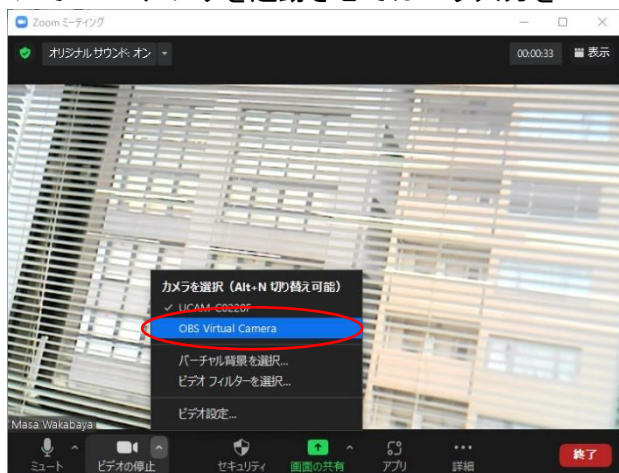 Zoom ミーティング
オリジナルサウンド: オン
00:00:33
表示
カメラを選択（Alt+N 切り替え可能）
✓ UCAM-C0220F
OBS Virtual Camera
バーチャル背景を選択...
ビデオ フィルターを選択...
ビデオ設定...
Masa Wakabaya
ミュート
ビデオの停止
セキュリティ
画面の共有
アプリ
詳細
終了